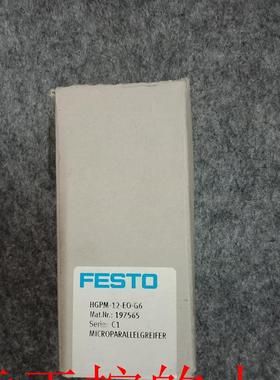 FESTO
HGPM-12-EO-G6
Mat.Nr.: 197565
Serie: C1
MICROPARALLELGREIFER